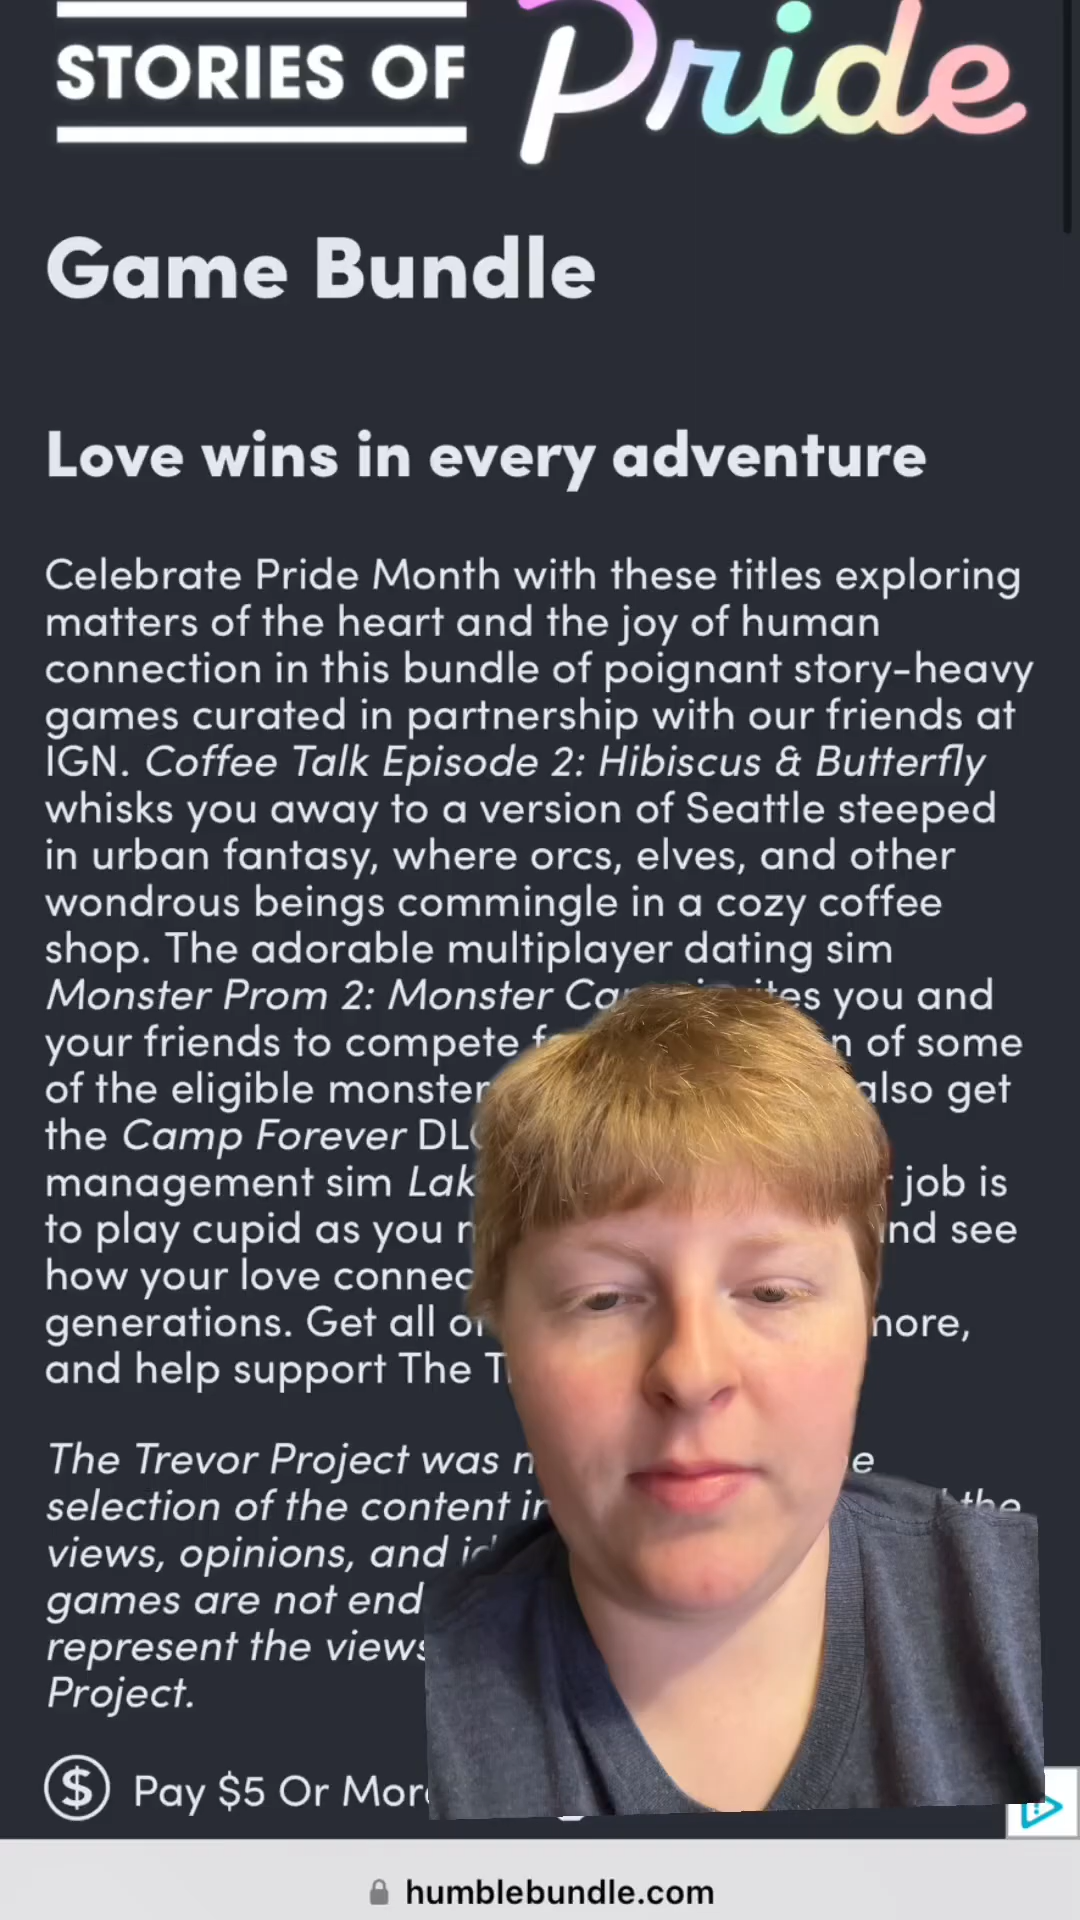 STORIES OF Pride
Game Bundle
Love wins in every adventure
Celebrate Pride Month with these titles exploring
matters of the heart and the joy of human
connection in this bundle of poignant story-heavy
games curated in partnership with our friends at
IGN. Coffee Talk Episode 2: Hibiscus & Butterfly
whisks you away to a version of Seattle steeped
in urban fantasy, where orcs, elves, and other
wondrous beings commingle in a cozy coffee
shop. The adorable multiplayer dating sim
Monster Prom 2: Monster you and
your friends to compete of some
of the eligible monster also get
the Camp Forever
management sim job is
to play cupid as you and see
how your love
generations. Get all more,
and help support The
The Trevor Project was
selection of the content the
views, opinions, and
games are not
represent the views
Project.
$ Pay $5 Or More
humblebundle.com